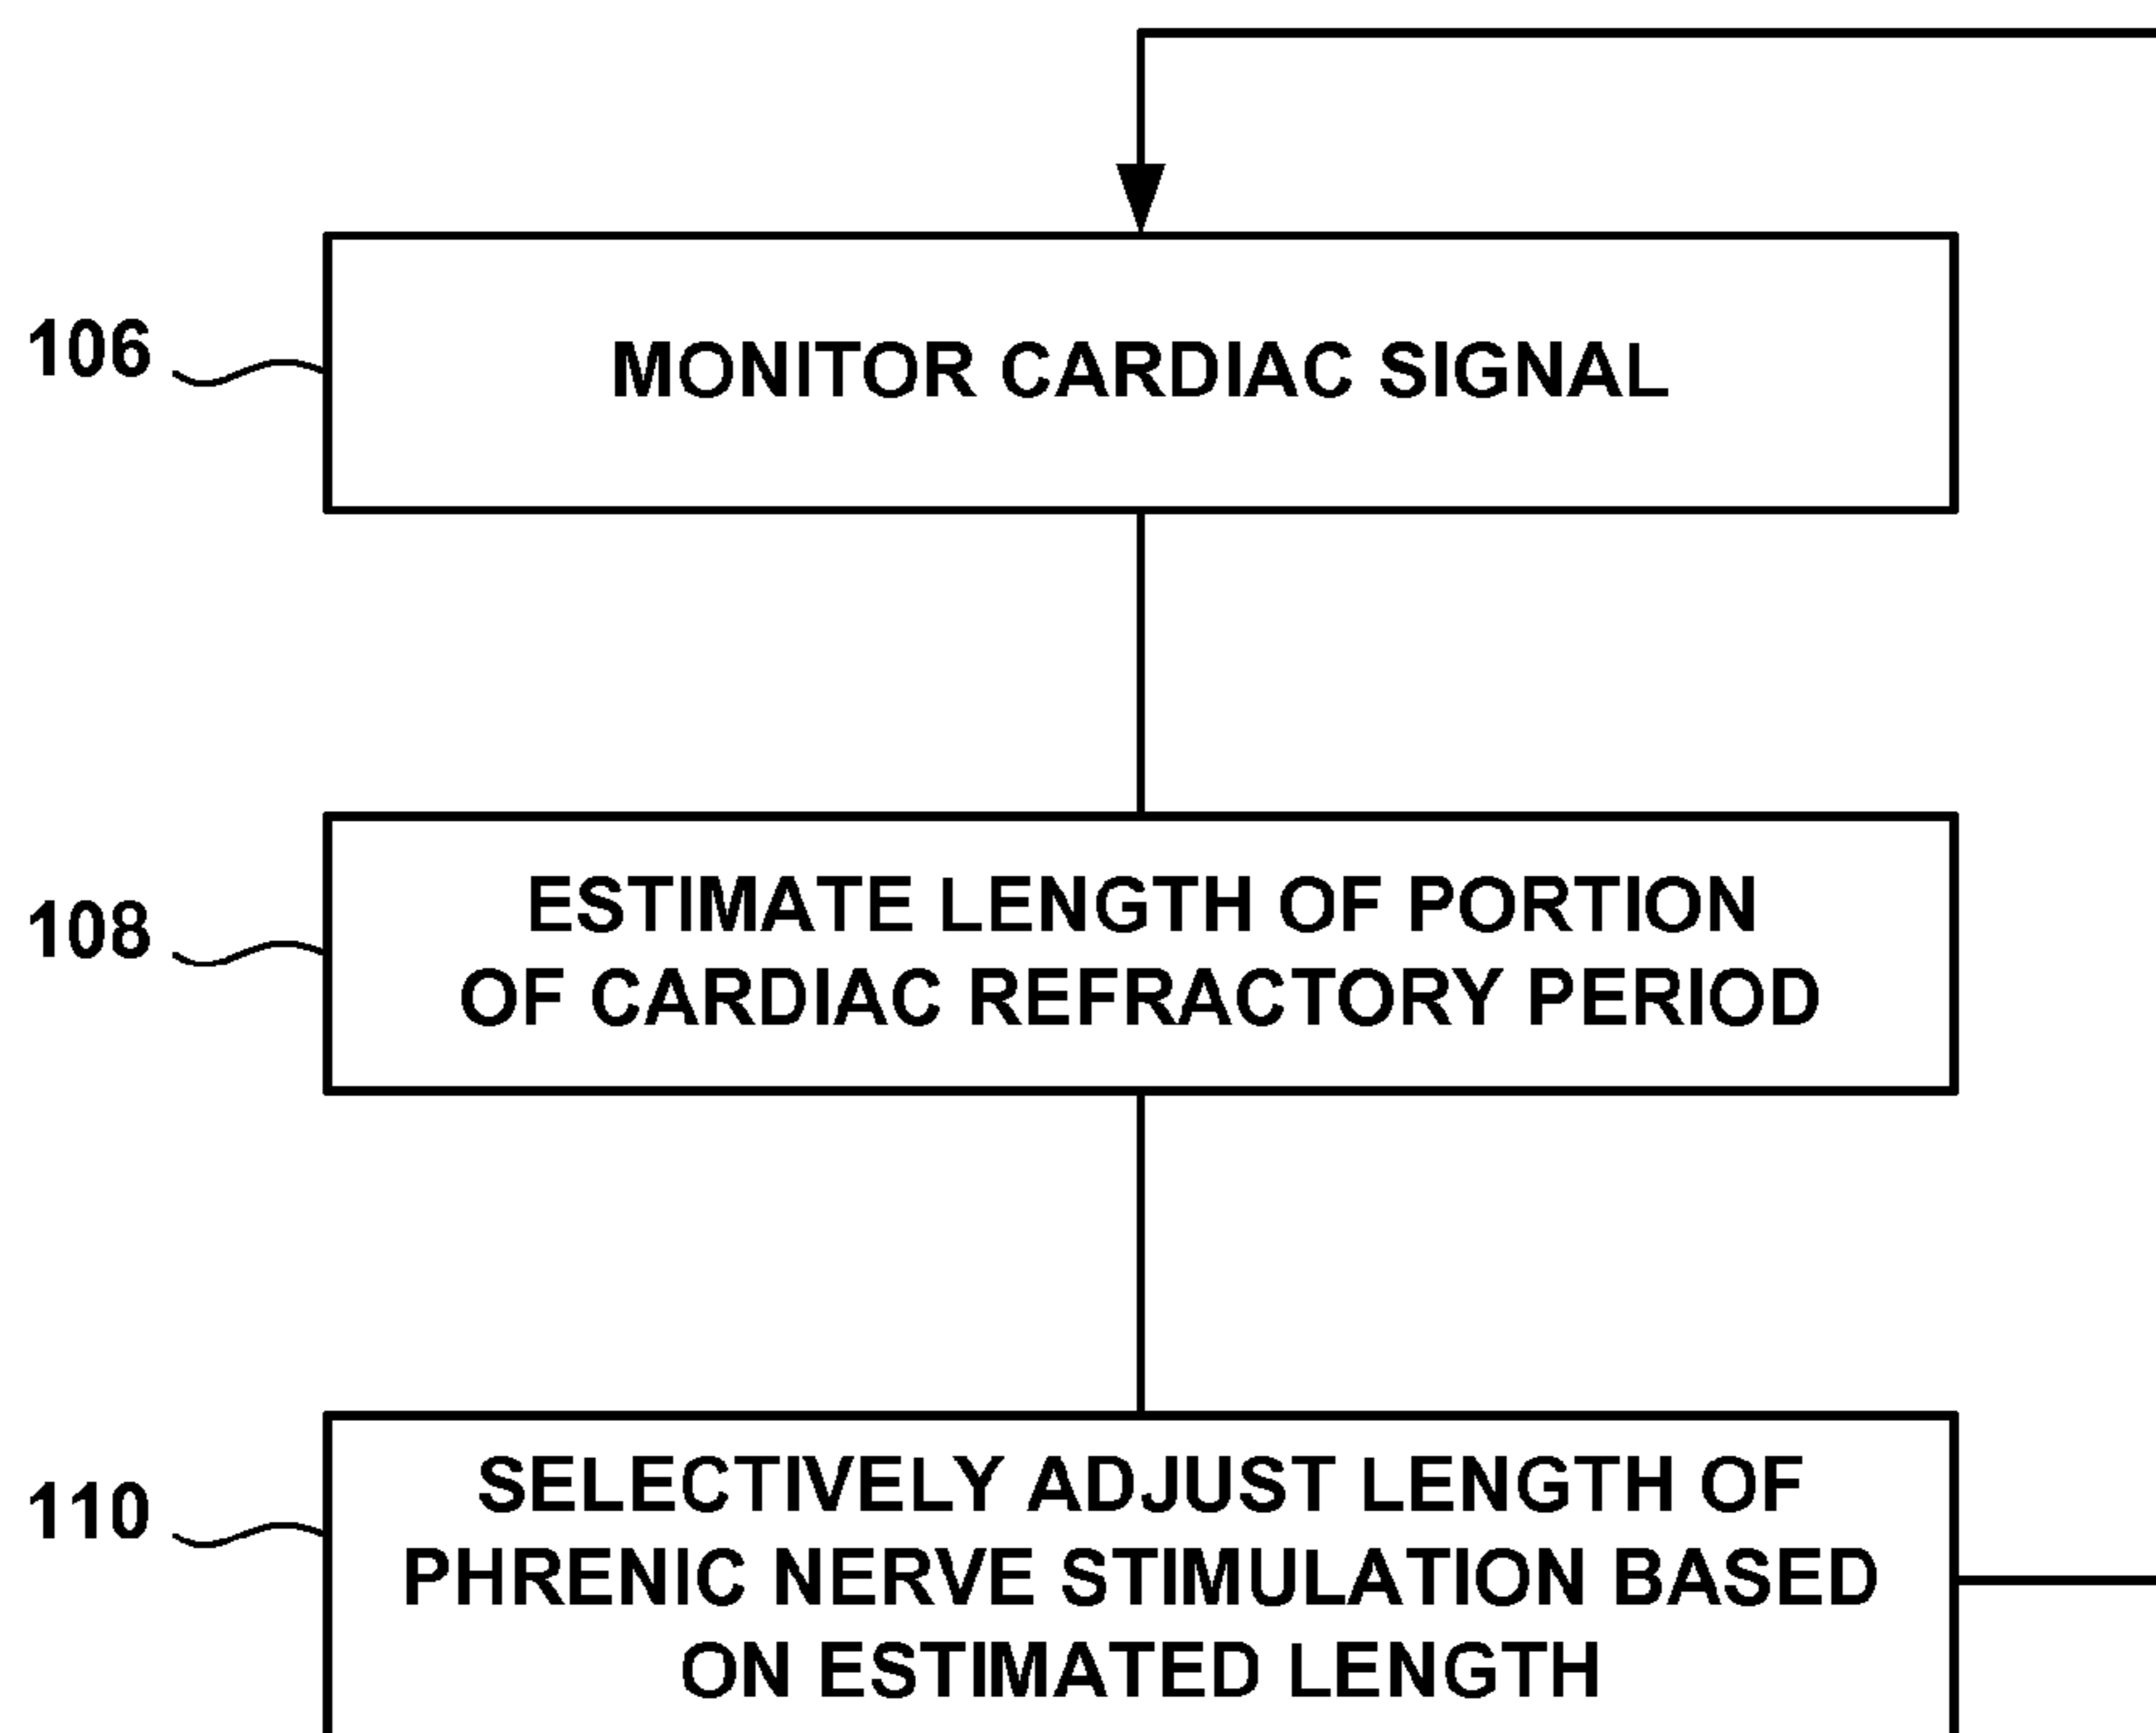 106
MONITOR CARDIAC SIGNAL
108
ESTIMATE LENGTH OF PORTION
OF CARDIAC REFRACTORY PERIOD
110
SELECTIVELY ADJUST LENGTH OF
PHRENIC NERVE STIMULATION BASED
ON ESTIMATED LENGTH